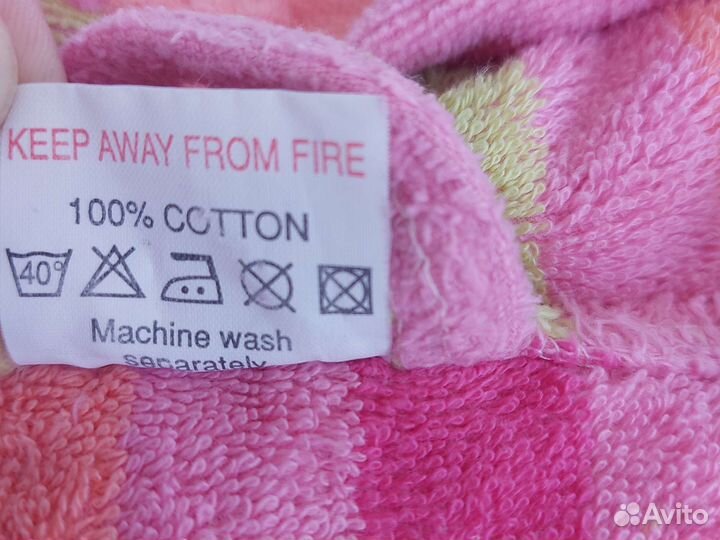 KEEP AWAY FROM FIRE
100% COTTON
40°
Machine wash
separately
Avito